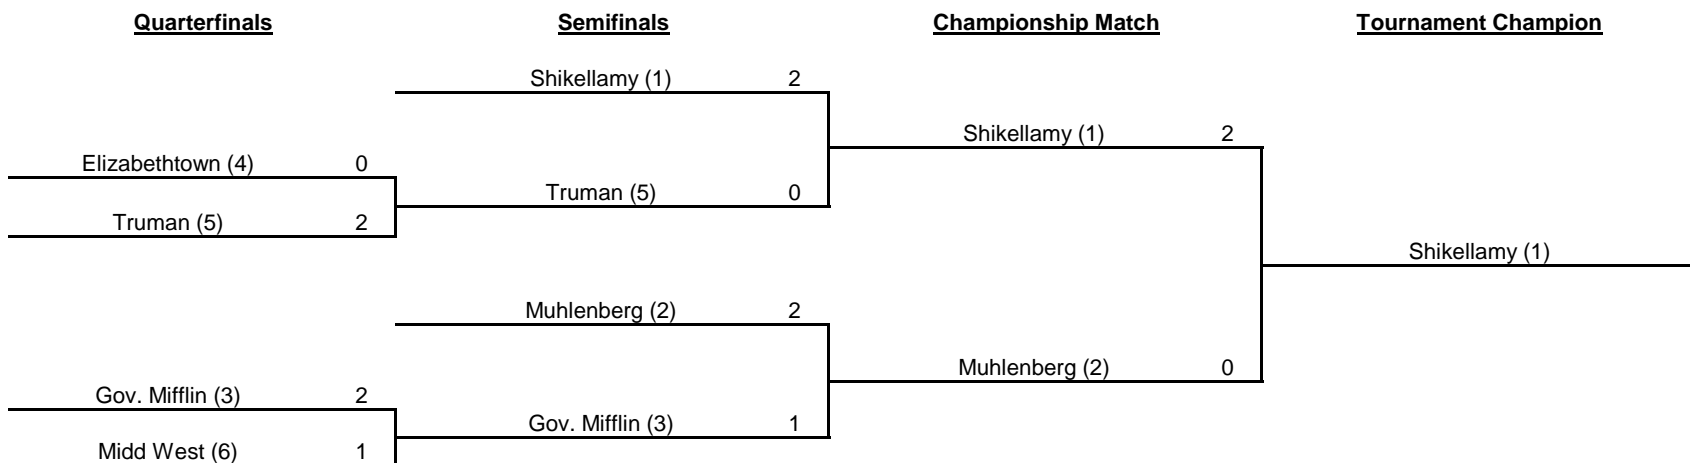 Quarterfinals Semifinals Championship Match Tournament Champion
Shikellamy (1) 2
Shikellamy (1) 2
Elizabethtown (4) 0
Truman (5) 0
Truman (5) 2
Shikellamy (1)
Muhlenberg (2) 2
Muhlenberg (2) 0
Gov. Mifflin (3) 2
Gov. Mifflin (3) 1
Midd West (6) 1